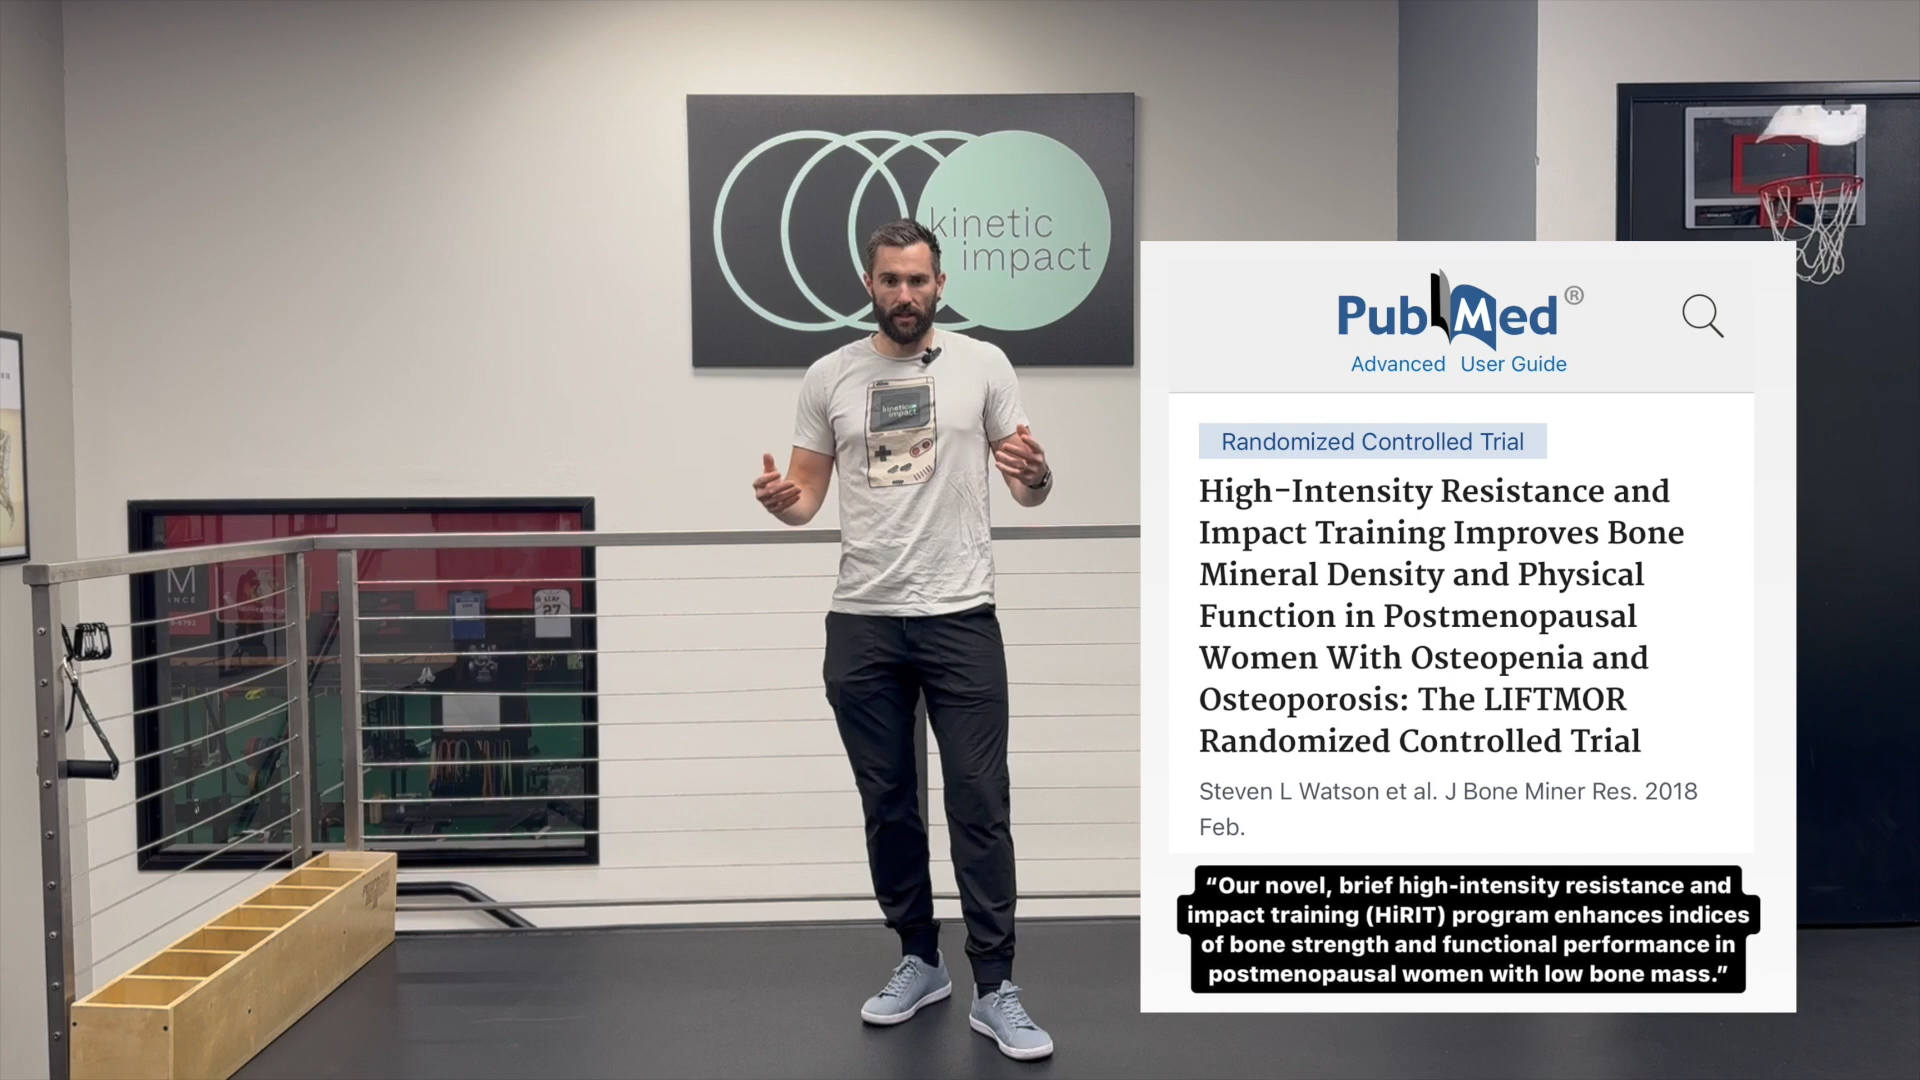 kinetic
impact
kinetic
impact
M
27
PubMed®
Advanced User Guide
Randomized Controlled Trial
High-Intensity Resistance and
Impact Training Improves Bone
Mineral Density and Physical
Function in Postmenopausal
Women With Osteopenia and
Osteoporosis: The LIFTMOR
Randomized Controlled Trial
Steven L Watson et al. J Bone Miner Res. 2018
Feb.
“Our novel, brief high-intensity resistance and
impact training (HiRIT) program enhances indices
of bone strength and functional performance in
postmenopausal women with low bone mass.”